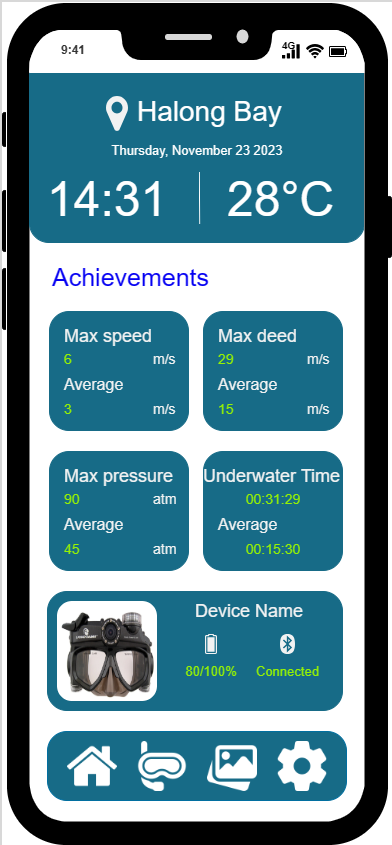 9:41
4G
Halong Bay
Thursday, November 23 2023
14:31 28°C
Achievements
Max speed
6 m/s
Average
3 m/s
Max deed
29 m/s
Average
15 m/s
Max pressure
90 atm
Average
45 atm
Underwater Time
00:31:29
Average
00:15:30
Device Name
80/100% Connected